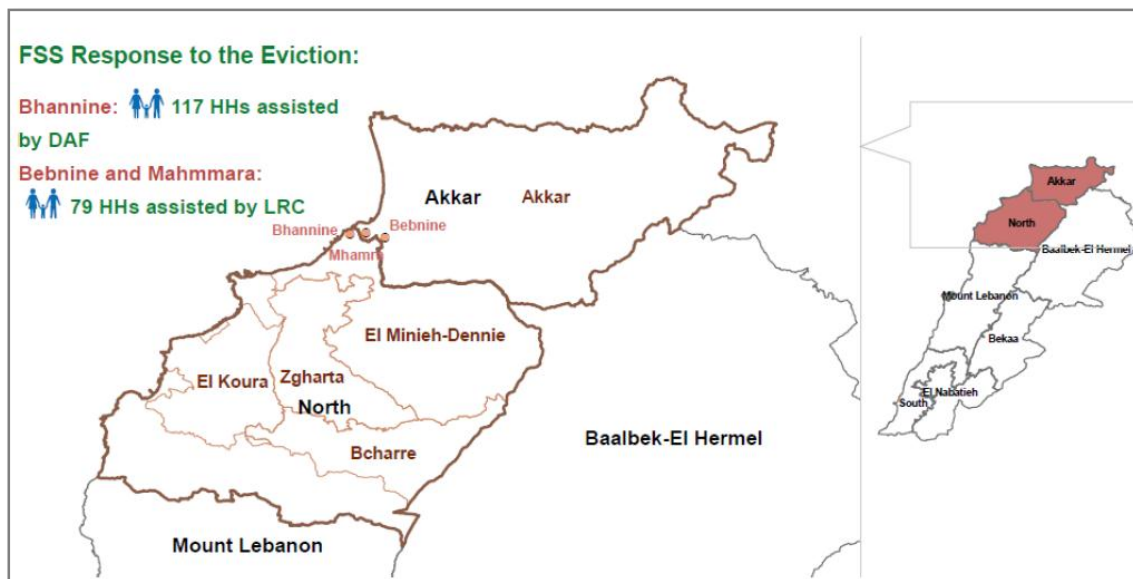 FSS Response to the Eviction:
Bhannine: 117 HHs assisted
by DAF
Bebnine and Mahmmara:
79 HHs assisted by LRC
Akkar
Akkar
Bhannine
Bebnine
Mhamra
El Minieh-Dennie
El Koura
Zgharta
North
Bcharre
Baalbek-El Hermel
Mount Lebanon
Akkar
North
Baalbek-El Hermel
Mount Lebanon
Bekaa
El Nabatieh
South